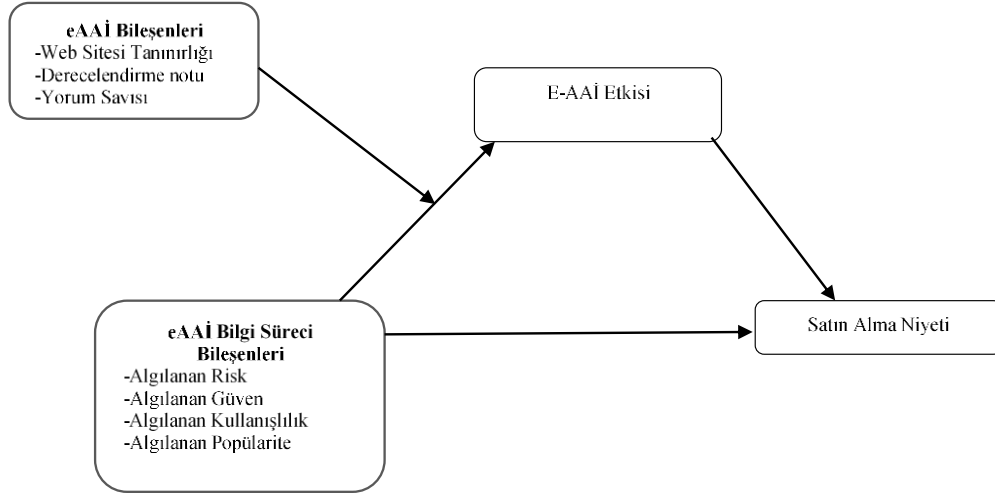 eAAİ Bileşenleri
-Web Sitesi Tanınırlığı
-Derecelendirme notu
-Yorum Sayısı
E-AAİ Etkisi
eAAİ Bilgi Süreci
Bileşenleri
-Algılanan Risk
-Algılanan Güven
-Algılanan Kullanışlılık
-Algılanan Popülarite
Satın Alma Niyeti